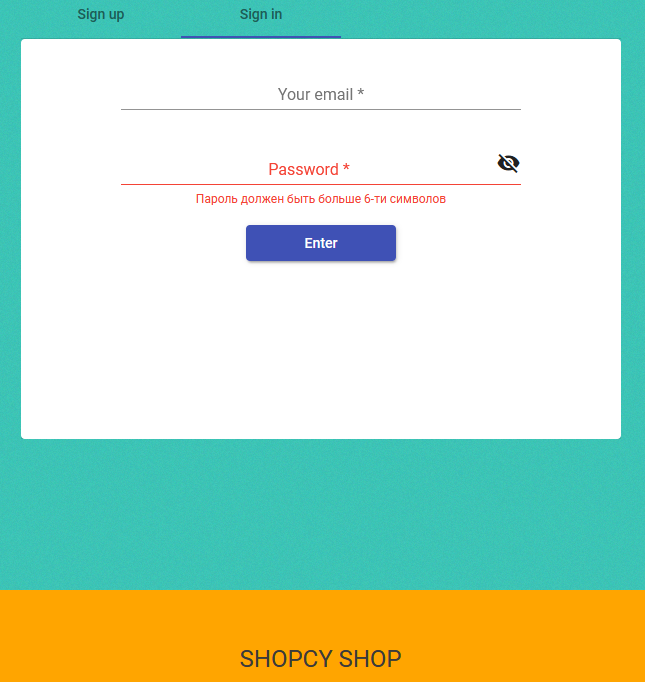 Sign up
Sign in
Your email *
Password *
Пароль должен быть больше 6-ти символов
Enter
SHOPCY SHOP